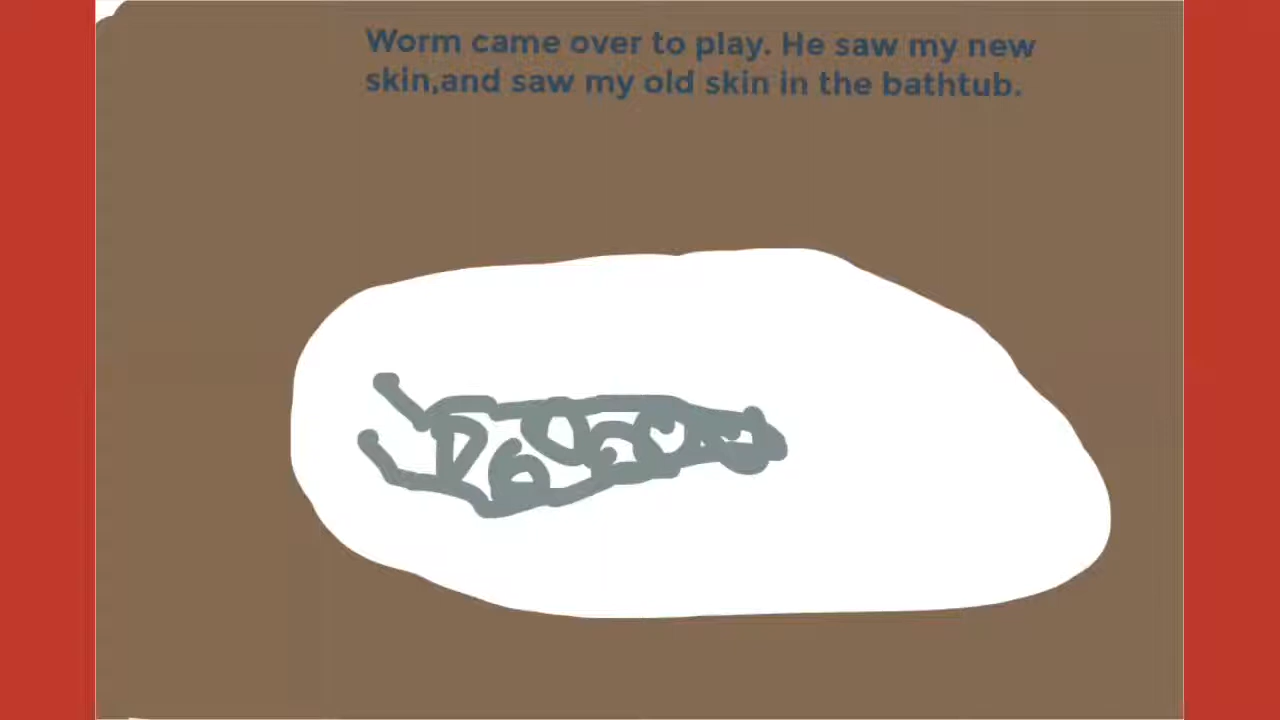 Worm came over to play. He saw my new
skin,and saw my old skin in the bathtub.